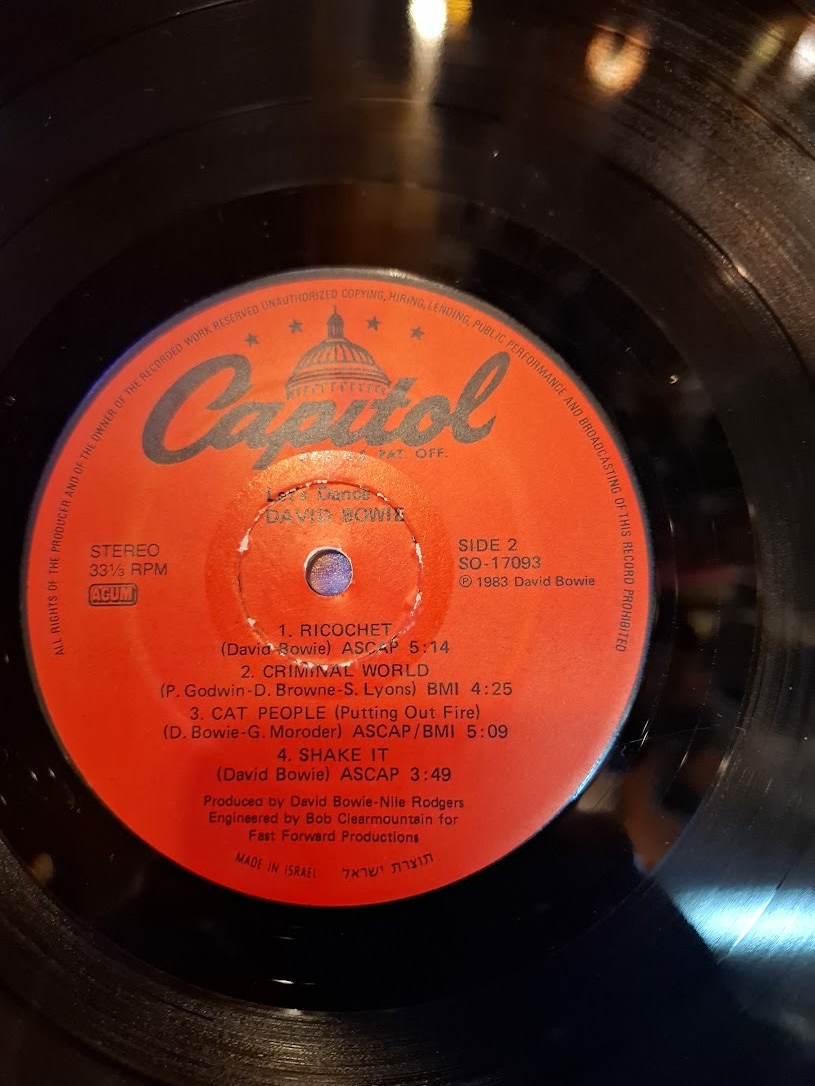 ALL RIGHTS OF THE PRODUCER AND OF THE OWNER OF THE RECORDED WORK RESERVED UNAUTHORIZED COPYING, HIRING, LENDING, PUBLIC PERFORMANCE AND BROADCASTING OF THIS RECORD PROHIBITED
Capitol
PAT. OFF.
Let's Dance
DAVID BOWIE
STEREO
33⅓ RPM
ACUM
SIDE 2
SO-17093
℗ 1983 David Bowie
1. RICOCHET
(David Bowie) ASCAP 5:14
2. CRIMINAL WORLD
(P. Godwin-D. Browne-S. Lyons) BMI 4:25
3. CAT PEOPLE (Putting Out Fire)
(D. Bowie-G. Moroder) ASCAP/BMI 5:09
4. SHAKE IT
(David Bowie) ASCAP 3:49
Produced by David Bowie-Nile Rodgers
Engineered by Bob Clearmountain for
Fast Forward Productions
MADE IN ISRAEL תוצרת ישראל